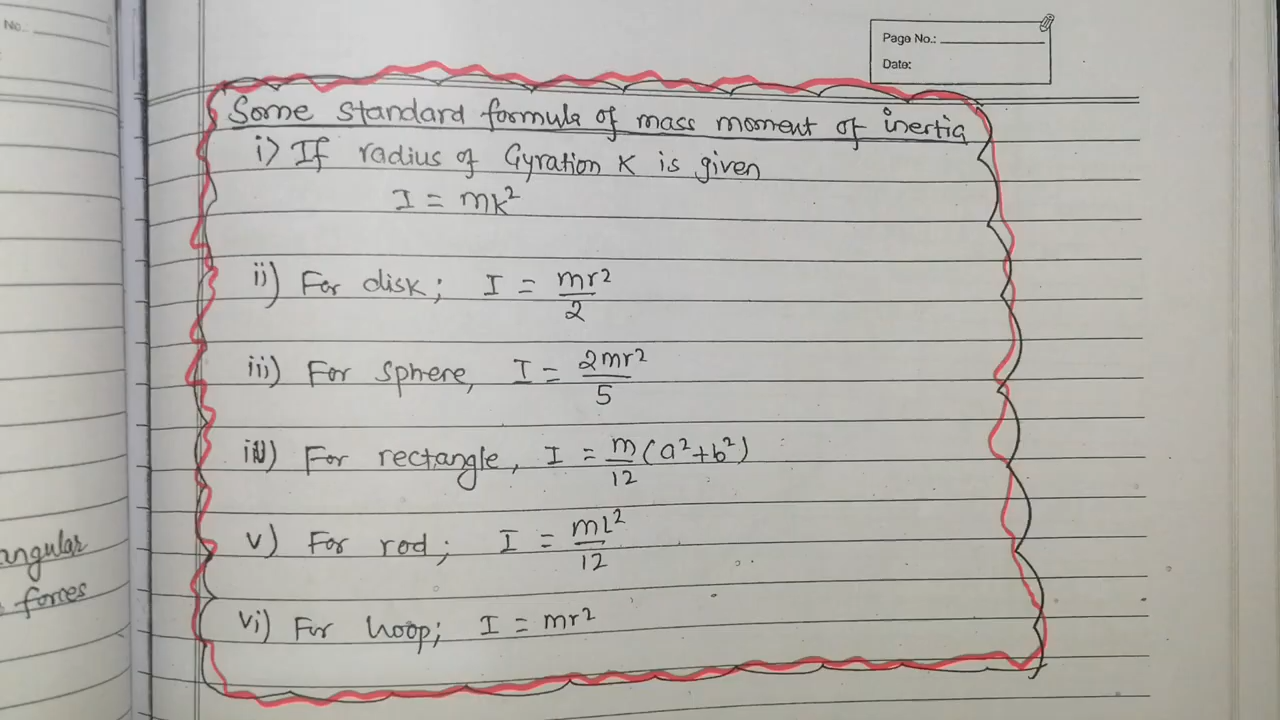 No.
Page No.:
Date:
Some standard formula of mass moment of inertia
i) If radius of Gyration K is given
I = mk²
ii) For disk; I = mr²/2
iii) For sphere, I = 2mr²/5
iv) For rectangle, I = m/12 (a²+b²)
v) For rod; I = ml²/12
vi) For hoop; I = mr²
angular
forces